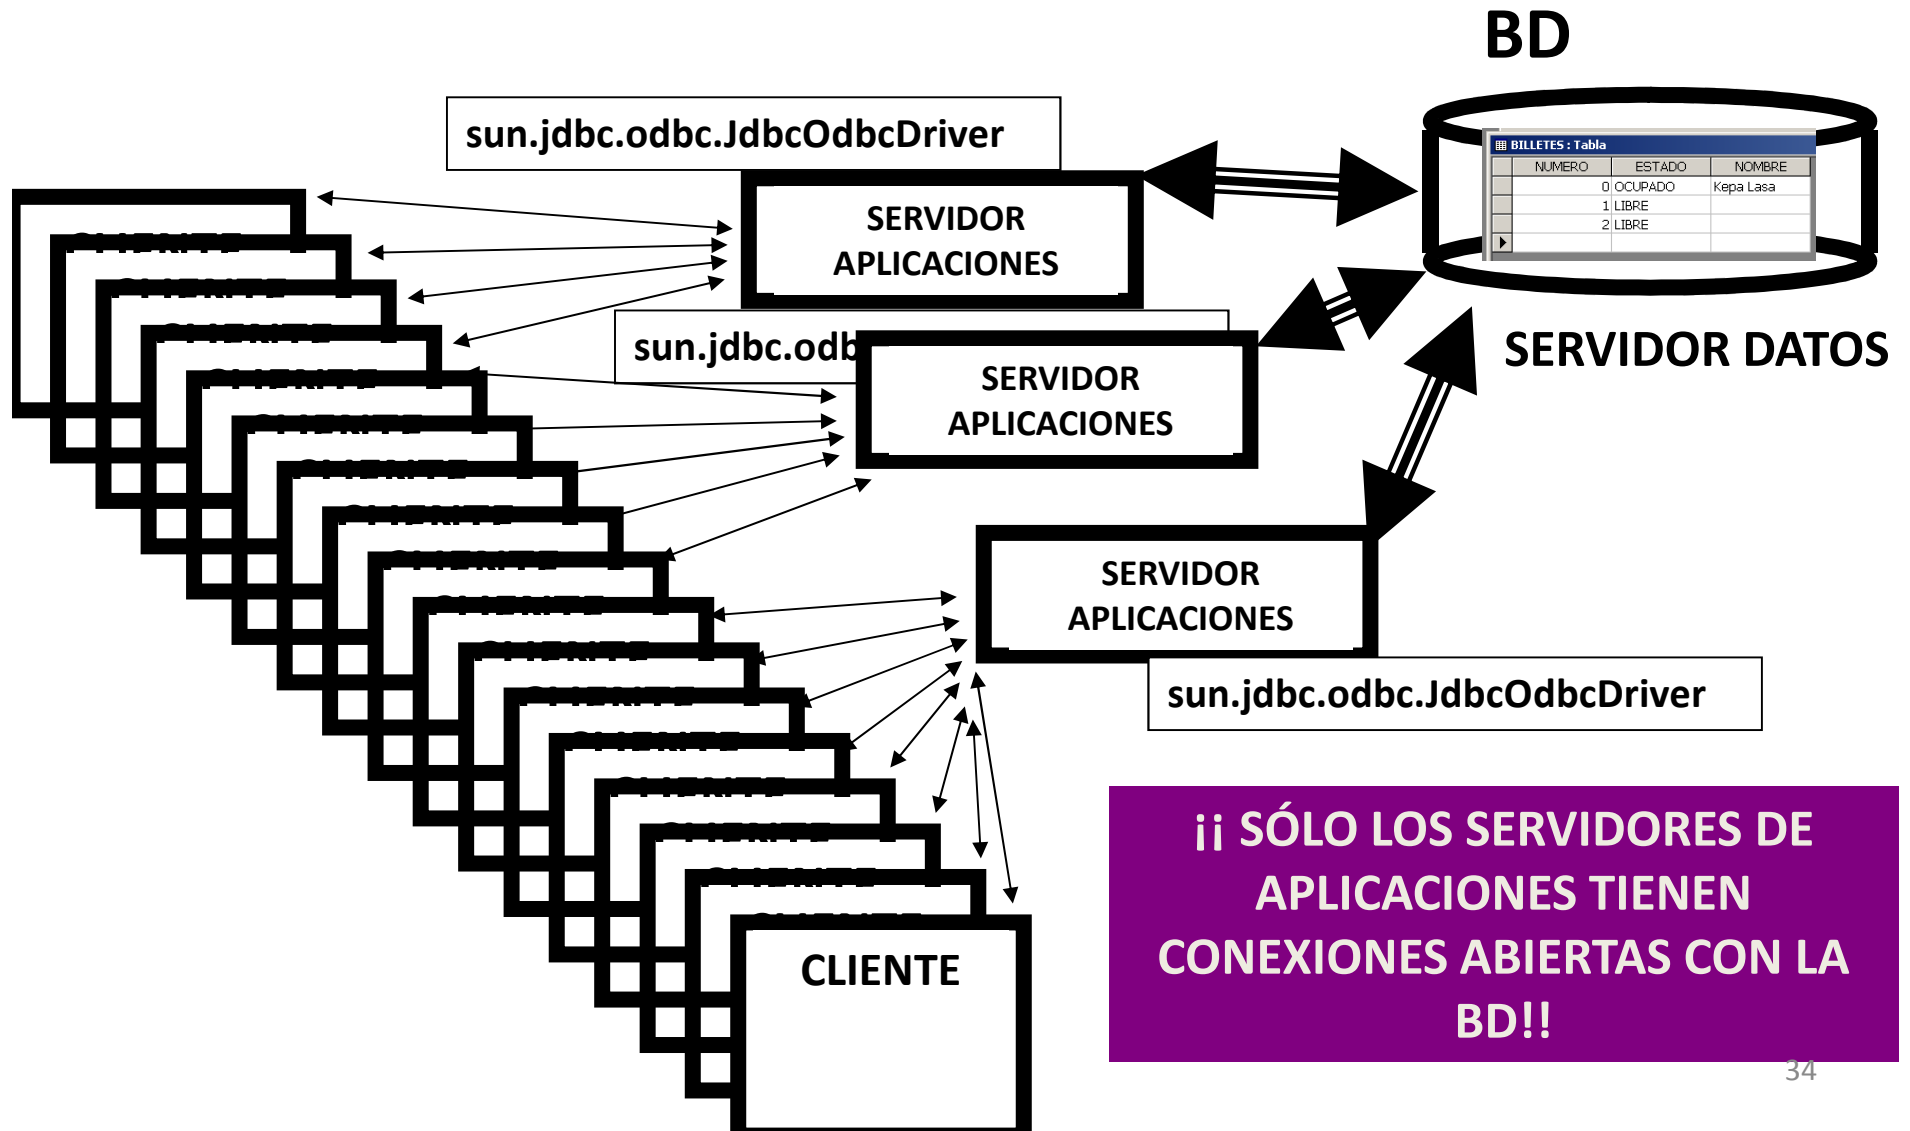 BD
sun.jdbc.odbc.JdbcOdbcDriver
BILLETES : Tabla
NUMERO ESTADO NOMBRE
0 OCUPADO Kepa Lasa
1 LIBRE
2 LIBRE
SERVIDOR
APLICACIONES
sun.jdbc.odb
SERVIDOR
APLICACIONES
SERVIDOR DATOS
SERVIDOR
APLICACIONES
sun.jdbc.odbc.JdbcOdbcDriver
CLIENTE
¡¡ SÓLO LOS SERVIDORES DE
APLICACIONES TIENEN
CONEXIONES ABIERTAS CON LA
BD!!
34